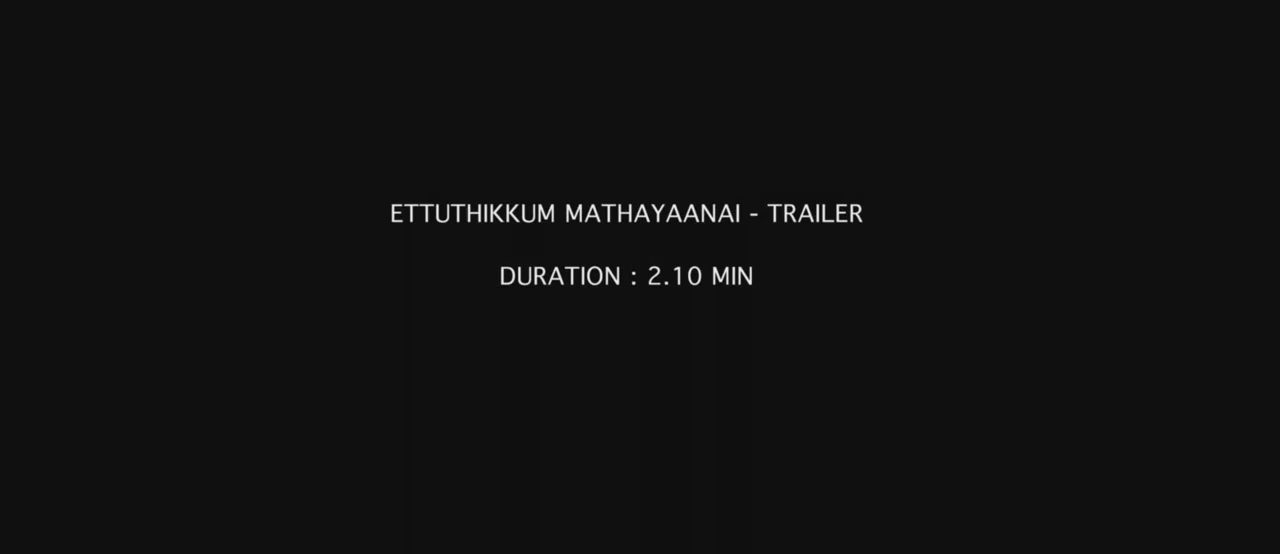 ETTUTHIKKUM MATHAYAANAI - TRAILER
DURATION : 2.10 MIN